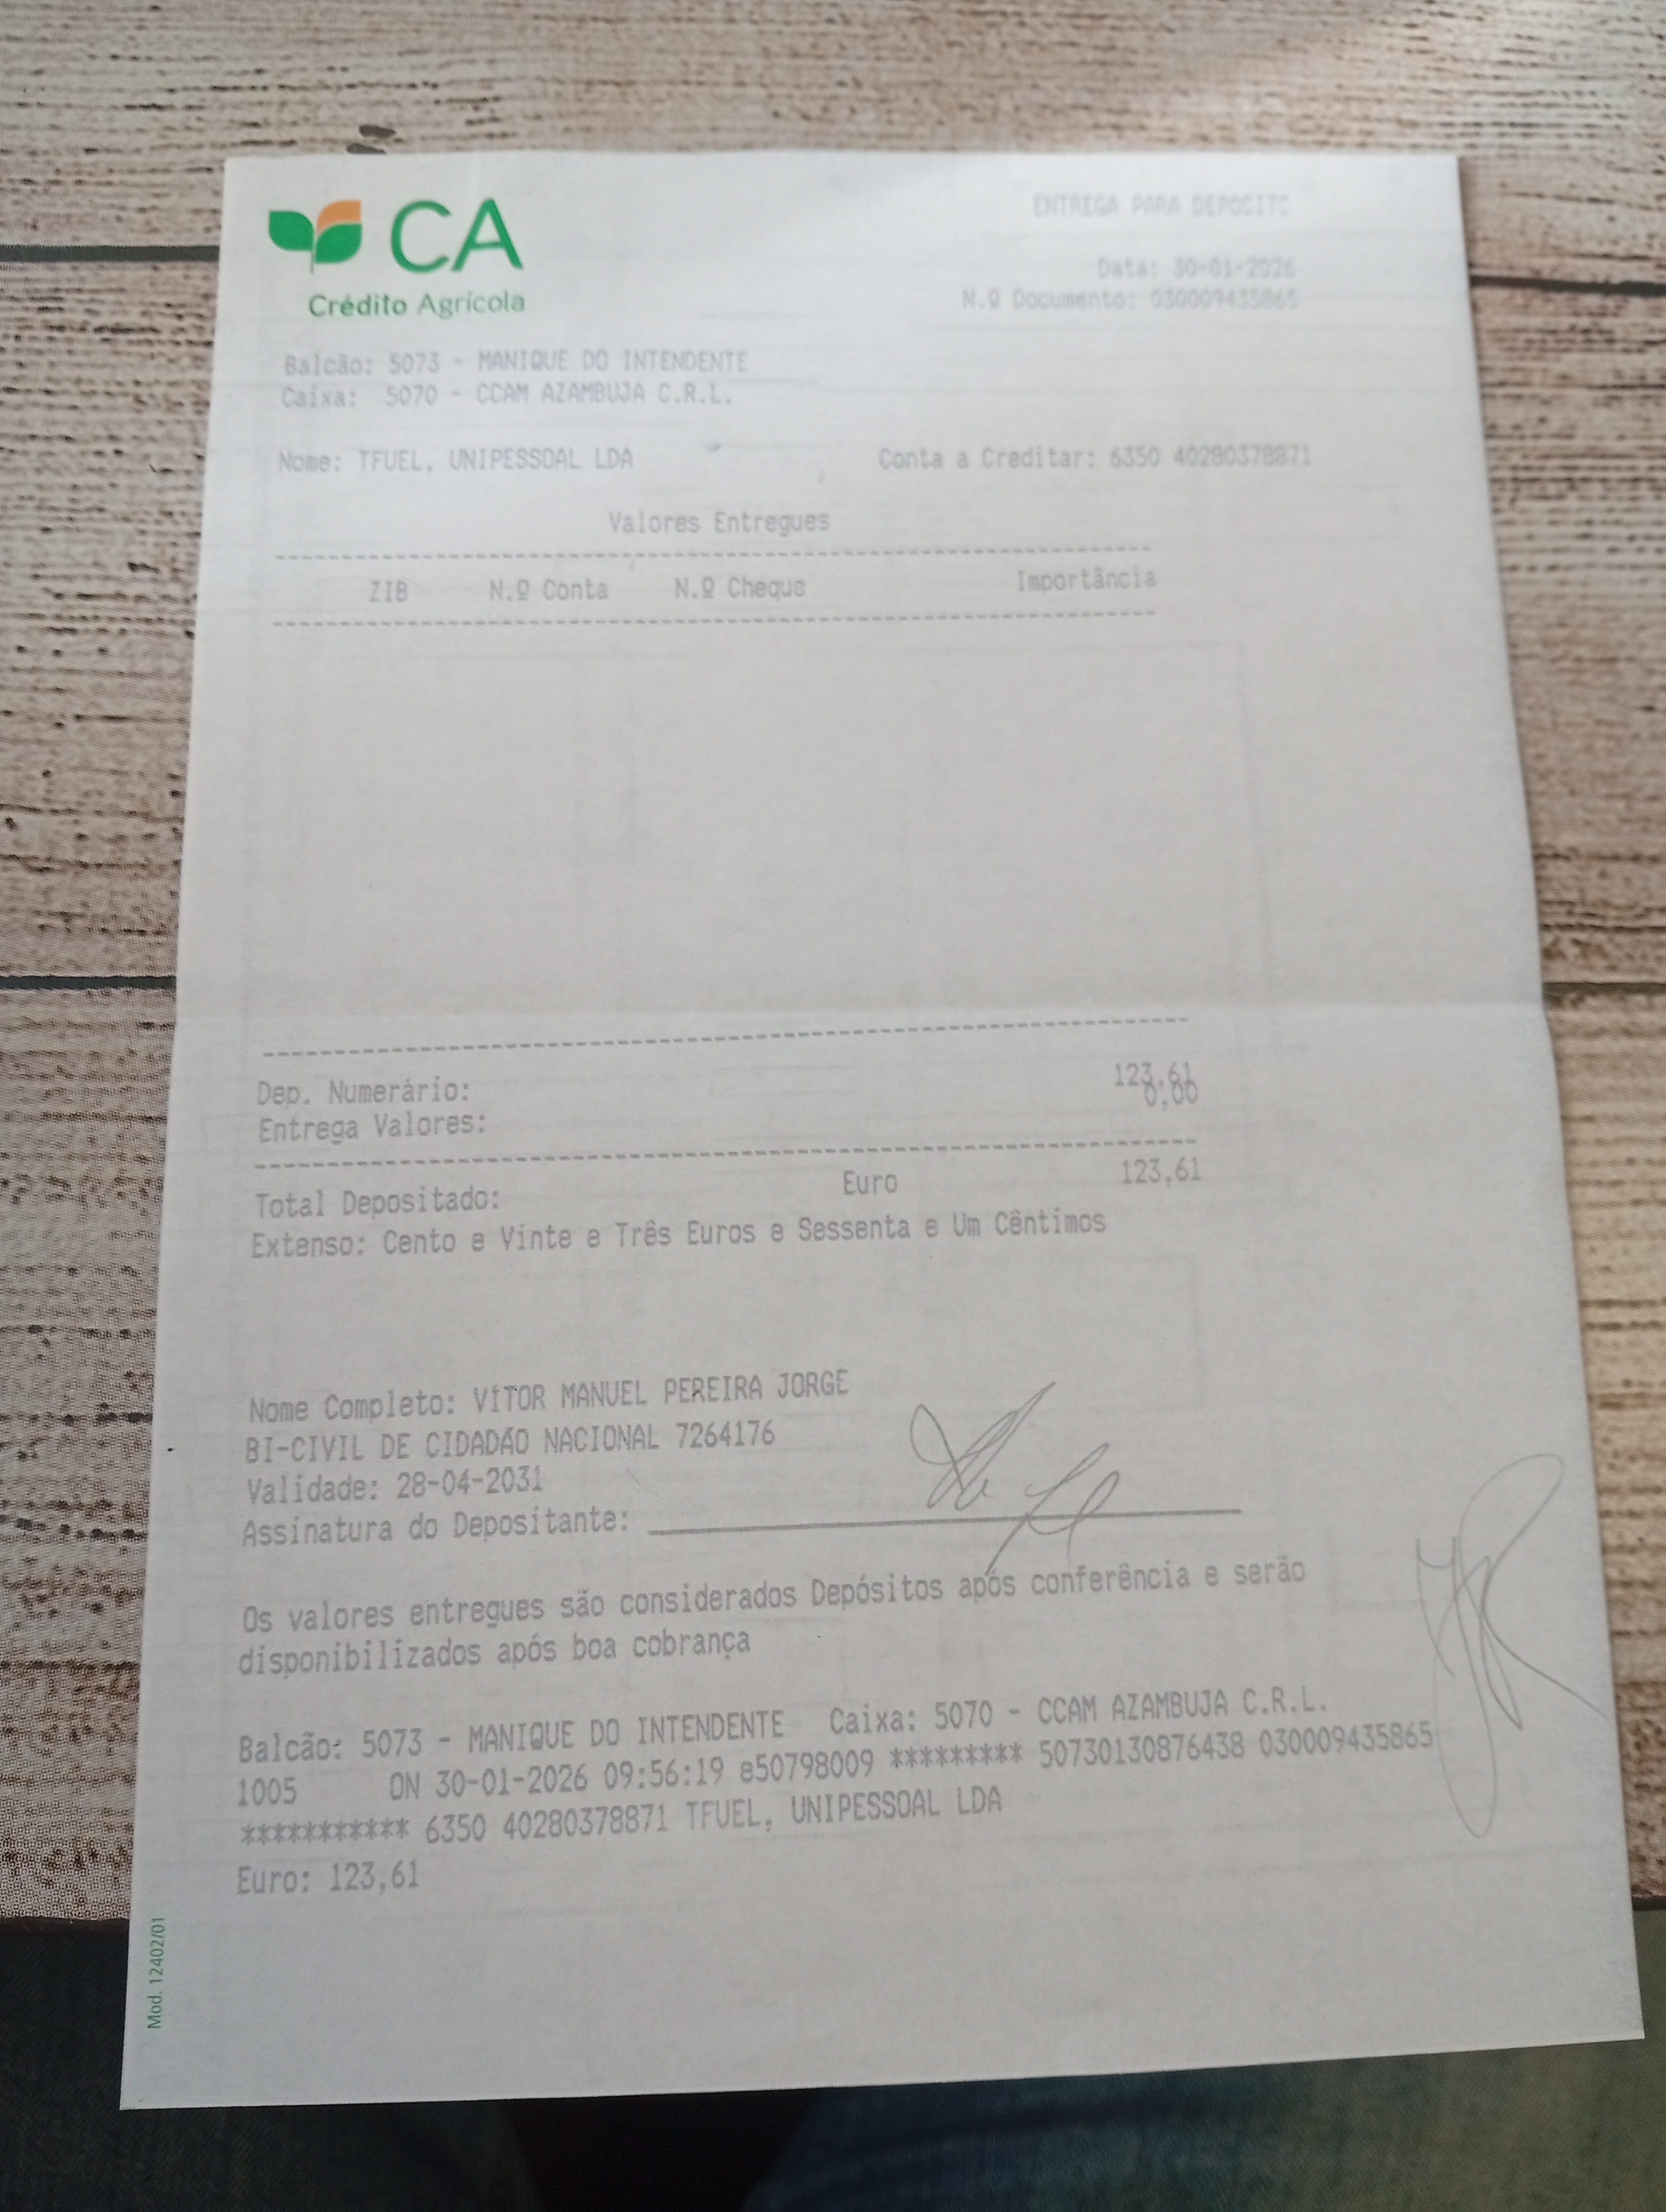 CA
Crédito Agrícola
ENTREGA PARA DEPOSITO
Data: 30-01-2026
N.º Documento: 030009435865
Balcão: 5073 - MANIQUE DO INTENDENTE
Caixa: 5070 - CCAM AZAMBUJA C.R.L.
Nome: TFUEL, UNIPESSOAL LDA Conta a Creditar: 6350 40280378871
Valores Entregues
ZIB N.º Conta N.º Cheque Importância
Dep. Numerário: 123,61
Entrega Valores: 0,00
Total Depositado: Euro 123,61
Extenso: Cento e Vinte e Três Euros e Sessenta e Um Cêntimos
Nome Completo: VÍTOR MANUEL PEREIRA JORGE
BI-CIVIL DE CIDADÃO NACIONAL 7264176
Validade: 28-04-2031
Assinatura do Depositante:
Os valores entregues são considerados Depósitos após conferência e serão
disponibilizados após boa cobrança
Balcão: 5073 - MANIQUE DO INTENDENTE Caixa: 5070 - CCAM AZAMBUJA C.R.L.
1005 ON 30-01-2026 09:56:19 e50798009 ********* 50730130876438 030009435865
*********** 6350 40280378871 TFUEL, UNIPESSOAL LDA
Euro: 123,61
Mod. 12402/01